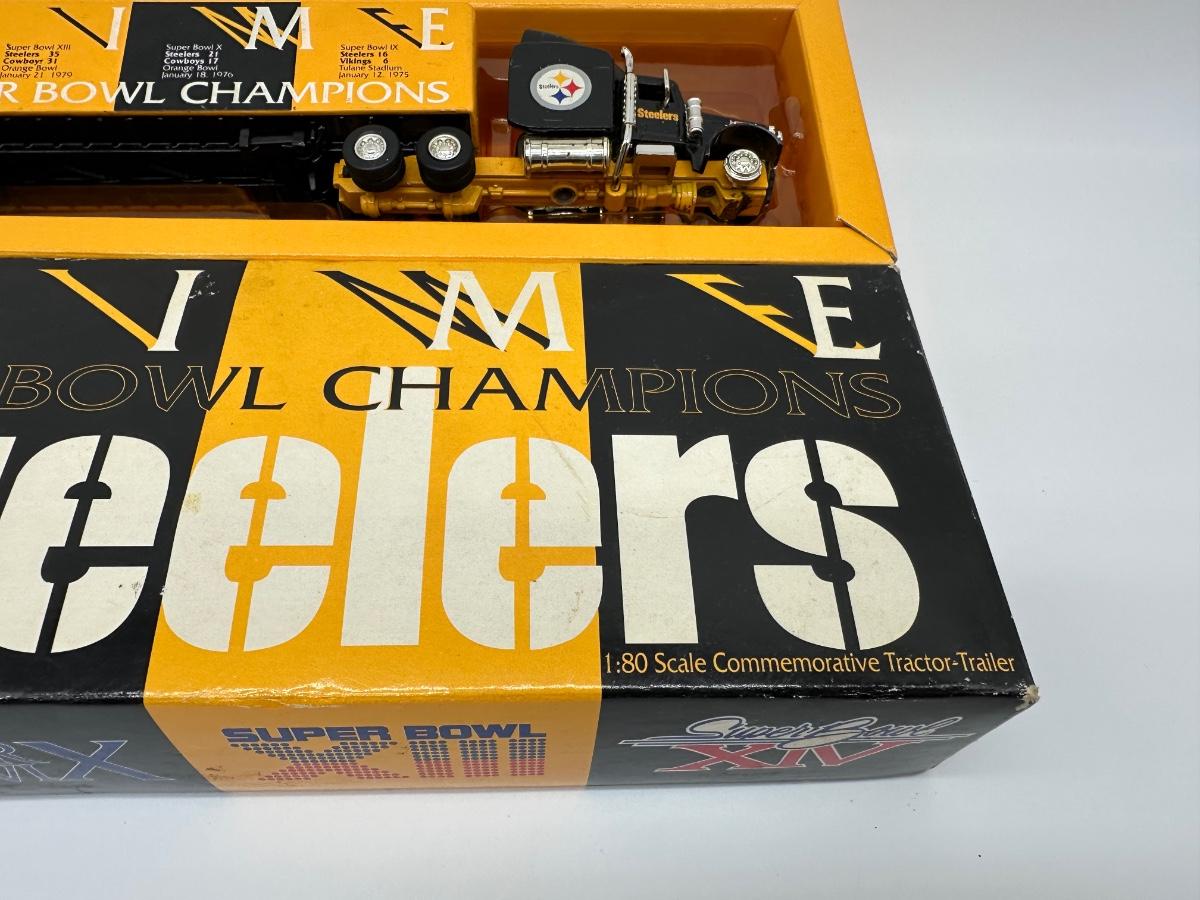 V I M E
Super Bowl XIII
Steelers 35
Cowboys 31
Orange Bowl
January 21, 1979
Super Bowl X
Steelers 21
Cowboys 17
Orange Bowl
January 18, 1976
Super Bowl IX
Steelers 16
Vikings 6
Tulane Stadium
January 12, 1975
R BOWL CHAMPIONS
Steelers
Steelers
I M E
BOWL CHAMPIONS
eelers
1:80 Scale Commemorative Tractor-Trailer
X
SUPER BOWL
XIII
Super Bowl
XIV